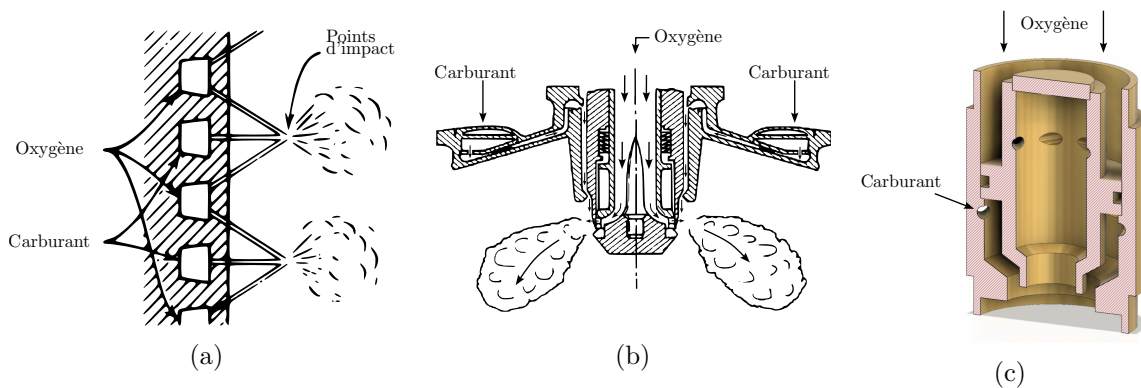 Points
d'impact
Oxygène
Carburant
(a)
Oxygène
Carburant
Carburant
(b)
Oxygène
Carburant
(c)